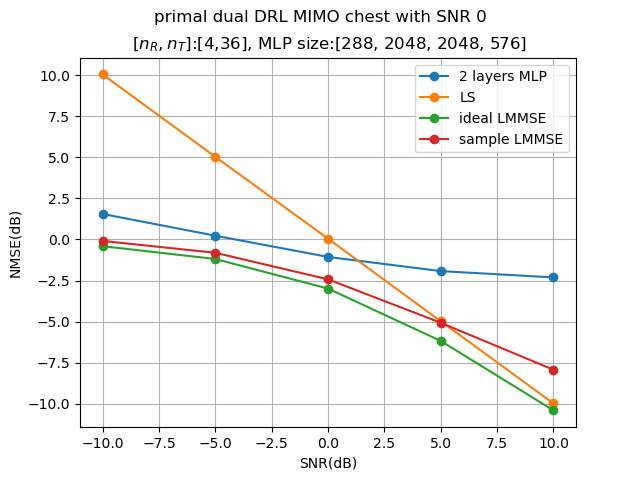 primal dual DRL MIMO chest with SNR 0
[n_R, n_T]:[4,36], MLP size:[288, 2048, 2048, 576]
2 layers MLP
LS
ideal LMMSE
sample LMMSE
NMSE(dB)
10.0
7.5
5.0
2.5
0.0
−2.5
−5.0
−7.5
−10.0
−10.0 −7.5 −5.0 −2.5 0.0 2.5 5.0 7.5 10.0
SNR(dB)